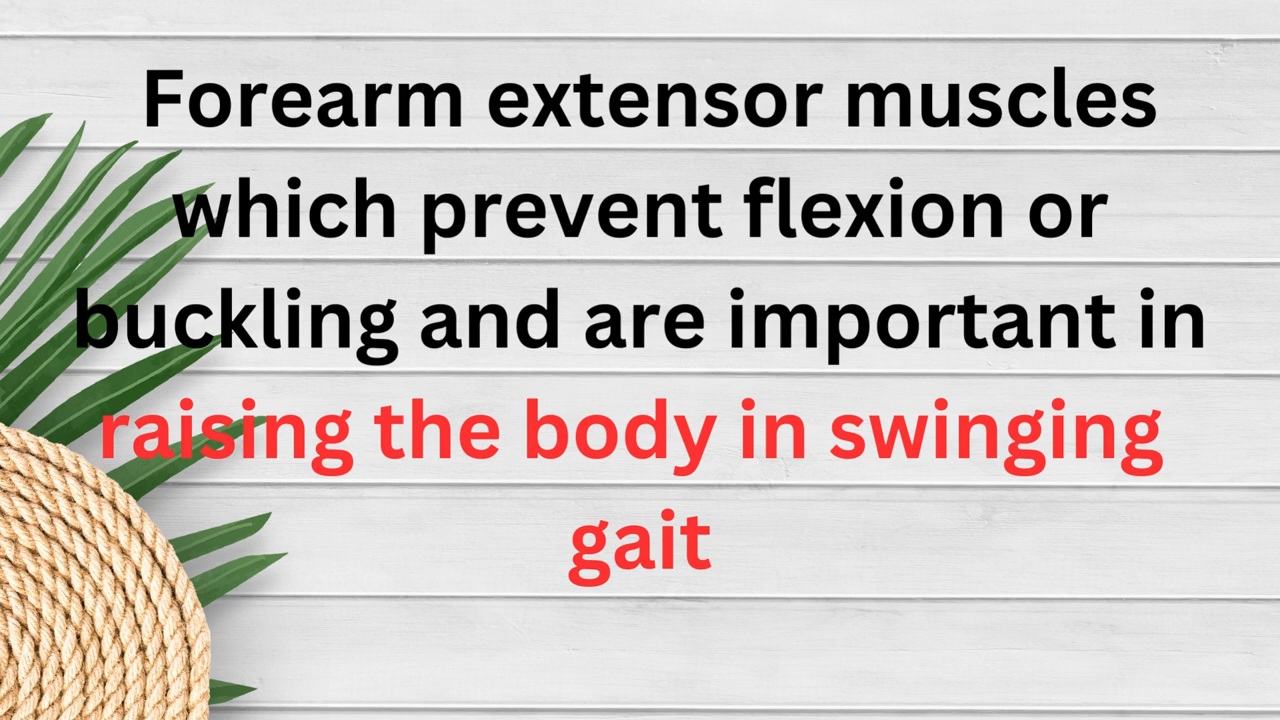 Forearm extensor muscles
which prevent flexion or
buckling and are important in
raising the body in swinging
gait